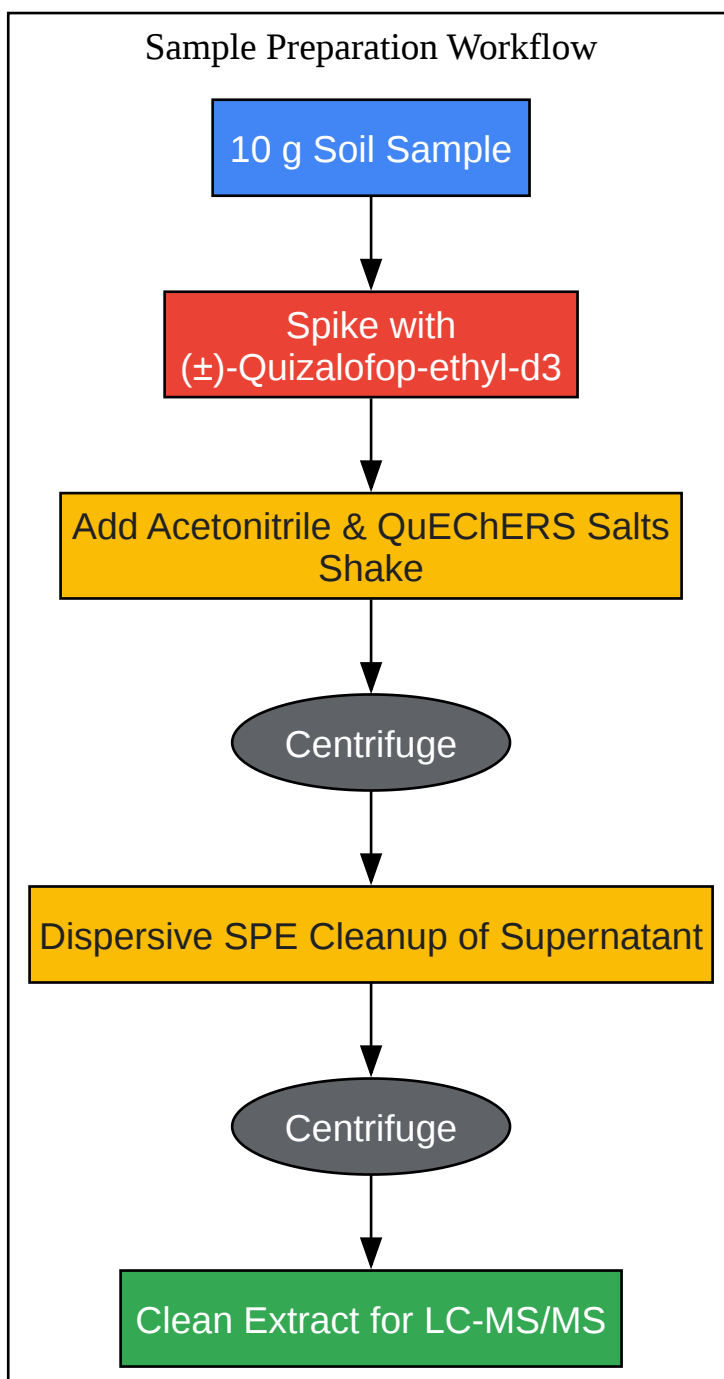 Sample Preparation Workflow
10 g Soil Sample
Spike with
(±)-Quizalofop-ethyl-d3
Add Acetonitrile & QuEChERS Salts
Shake
Centrifuge
Dispersive SPE Cleanup of Supernatant
Centrifuge
Clean Extract for LC-MS/MS